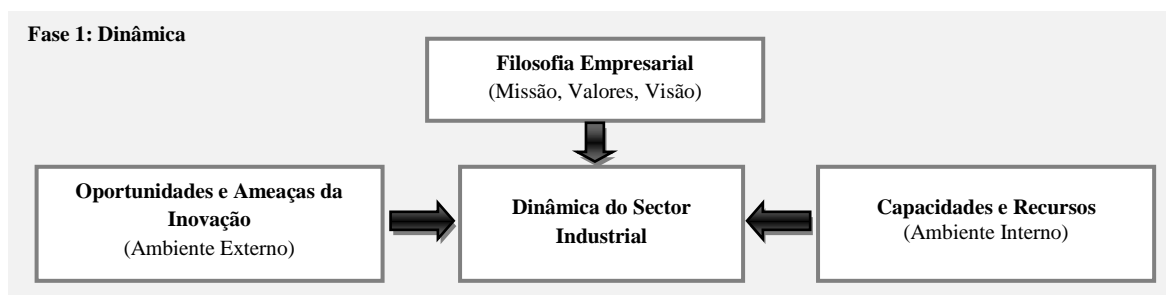 Fase 1: Dinâmica
Filosofia Empresarial
(Missão, Valores, Visão)
Oportunidades e Ameaças da
Inovação
(Ambiente Externo)
Dinâmica do Sector
Industrial
Capacidades e Recursos
(Ambiente Interno)